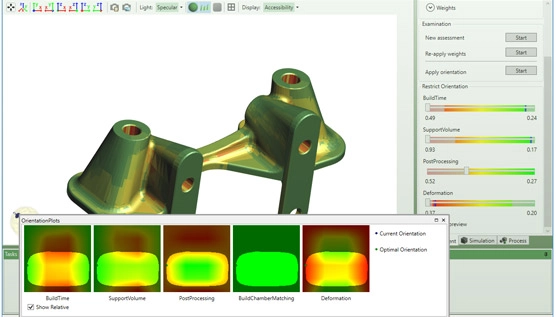 Light: Specular
Display: Accessibility
Weights
Examination
New assessment Start
Re-apply weights Start
Apply orientation Start
Restrict Orientation
BuildTime
0.49 0.24
SupportVolume
0.93 0.17
PostProcessing
0.52 0.27
Deformation
0.37 0.20
preview
Simulation Process
Tasks
OrientationPlots
Current Orientation
Optimal Orientation
BuildTime SupportVolume PostProcessing BuildChamberMatching Deformation
Show Relative